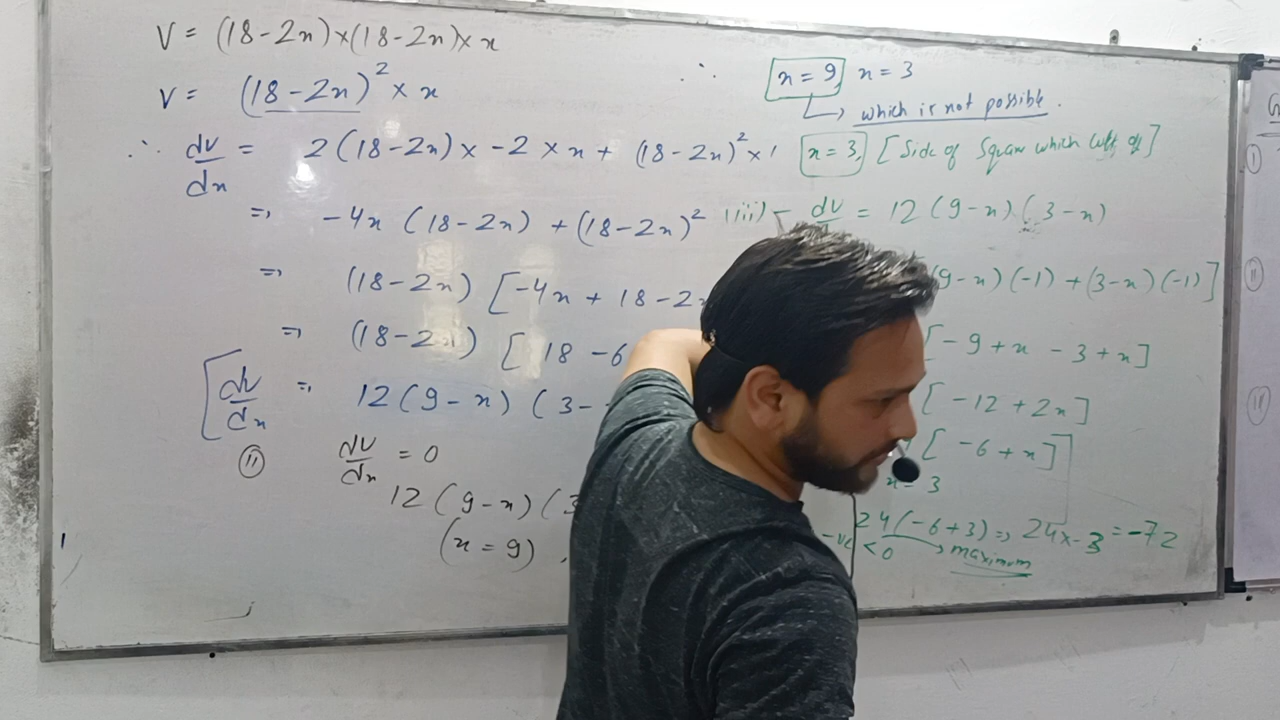 V = (18-2x)×(18-2x)×x
V = (18-2x)² × x
∴ dv/dx = 2(18-2x)× -2 × x + (18-2x)²×1
=> -4x (18-2x) + (18-2x)²
=> (18-2x) [-4x + 18-2x
=> (18-2x) [ 18 -6
dv/dx = 12(9-x) (3-
(ii) dv/dx = 0
12 (9-x) (3
(x = 9) ,
∴ x = 9, x = 3
which is not possible.
x = 3, [Side of Square which cuff of]
(iii) - dv = 12 (9-x) (3-x)
(9-x)(-1) + (3-x)(-1)]
[-9+x -3+x]
[-12+2x]
[-6+x]
x = 3
24(-6+3) => 24x-3 = -72
-ve < 0 maximum